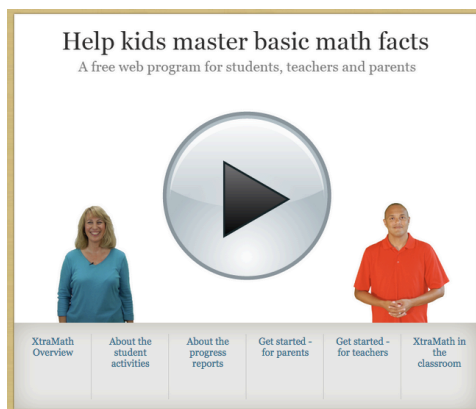 Help kids master basic math facts
A free web program for students, teachers and parents
XtraMath
Overview
About the
student
activities
About the
progress
reports
Get started -
for parents
Get started -
for teachers
XtraMath in
the
classroom